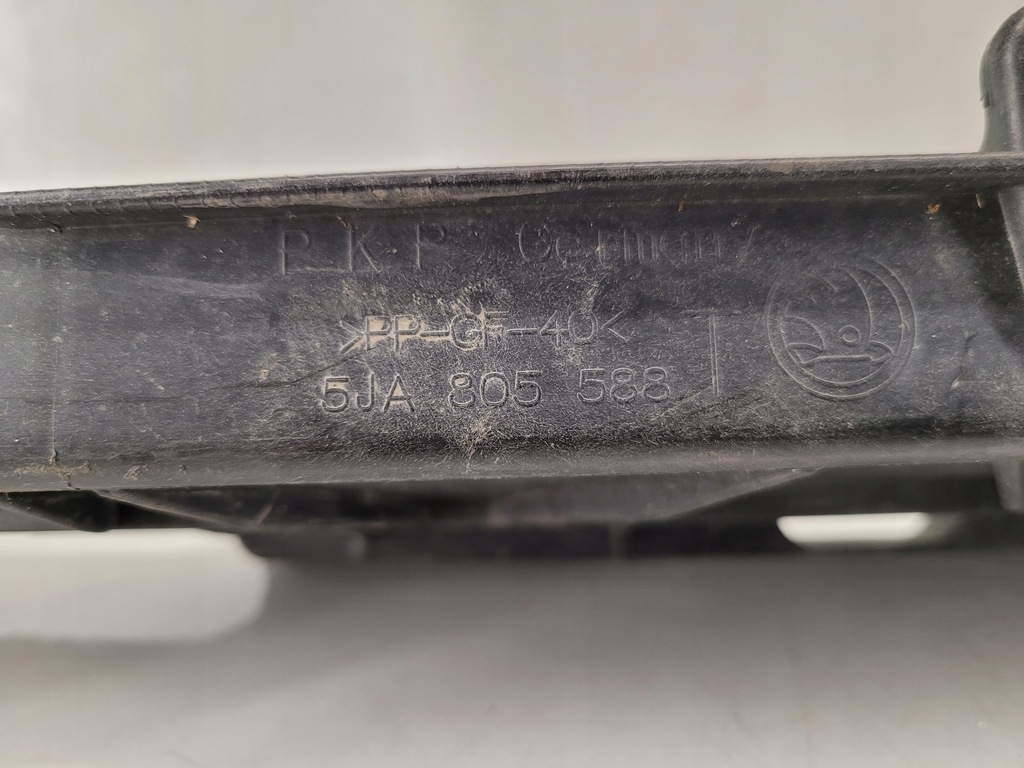 PKP Germany
>PP-GF-40<
5JA 805 588